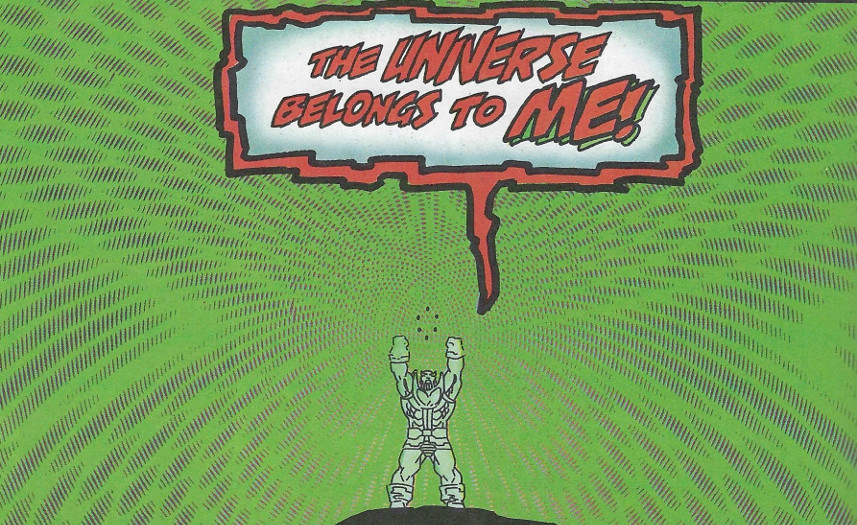 THE UNIVERSE
BELONGS TO ME!